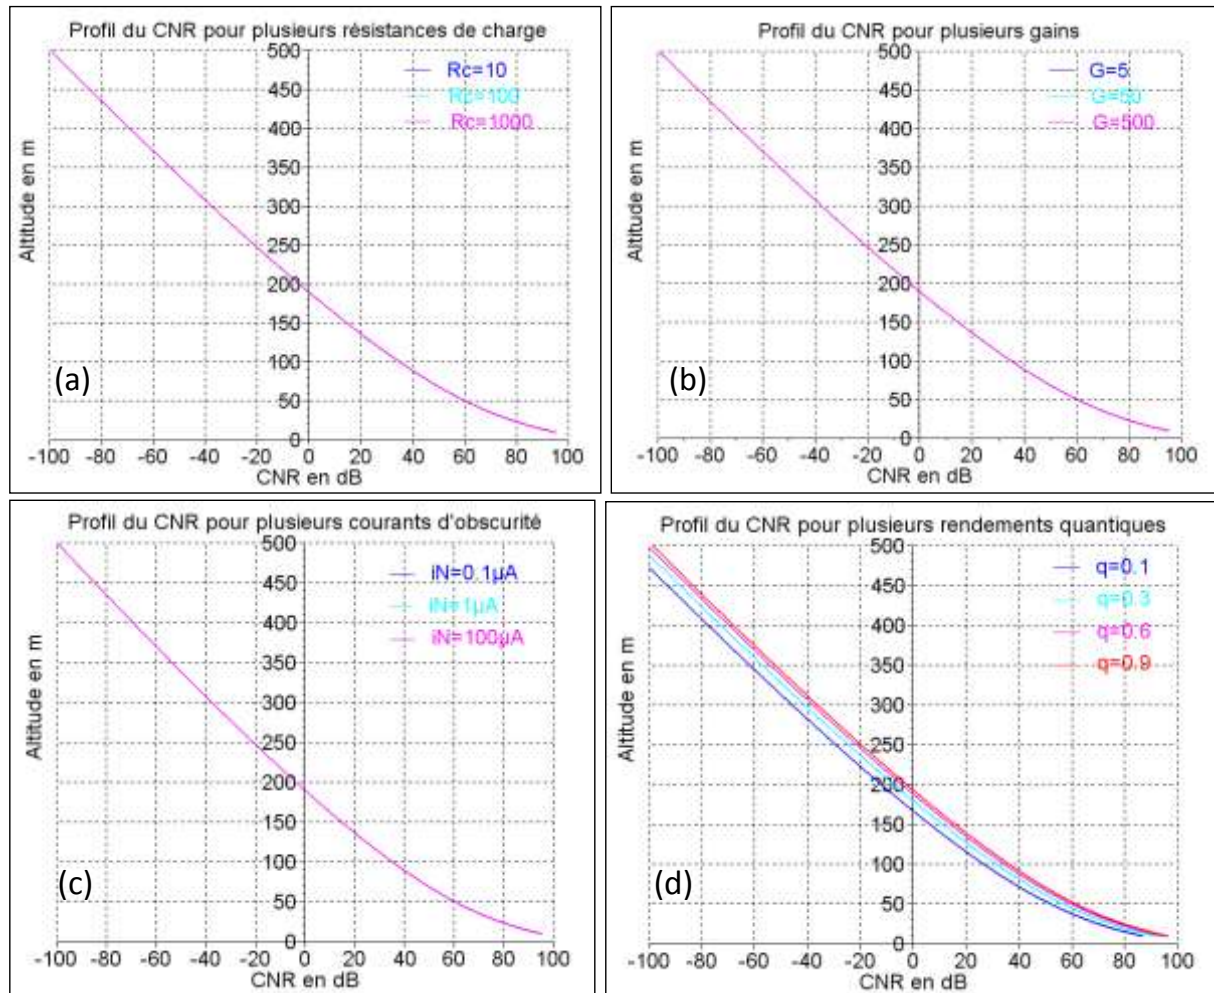 Profil du CNR pour plusieurs résistances de charge
500
450
400
350
300
250
200
150
100
50
0
Altitude en m
Rc=10
Rc=100
Rc=1000
(a)
-100 -80 -60 -40 -20 0 20 40 60 80 100
CNR en dB
Profil du CNR pour plusieurs gains
500
450
400
350
300
250
200
150
100
50
0
Altitude en m
G=5
G=50
G=500
(b)
-100 -80 -60 -40 -20 0 20 40 60 80 100
CNR en dB
Profil du CNR pour plusieurs courants d'obscurité
500
450
400
350
300
250
200
150
100
50
0
Altitude en m
iN=0.1µA
iN=1µA
iN=100µA
(c)
-100 -80 -60 -40 -20 0 20 40 60 80 100
CNR en dB
Profil du CNR pour plusieurs rendements quantiques
500
450
400
350
300
250
200
150
100
50
0
Altitude en m
q=0.1
q=0.3
q=0.6
q=0.9
(d)
-100 -80 -60 -40 -20 0 20 40 60 80 100
CNR en dB